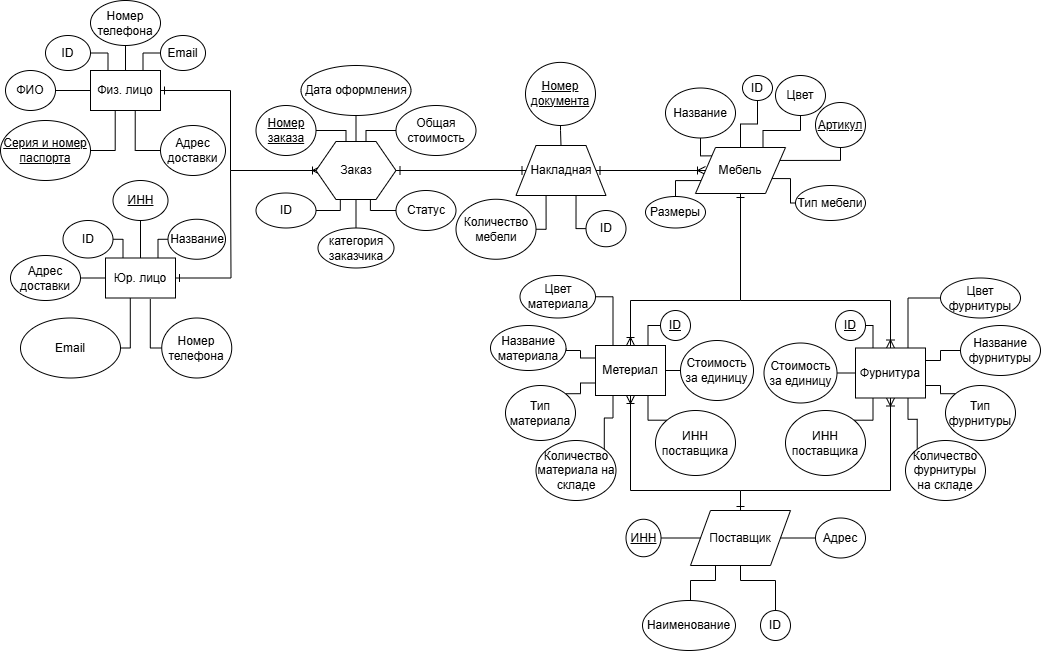 Номер
телефона
ID
Email
ФИО
Физ. лицо
Серия и номер
паспорта
Адрес
доставки
ИНН
ID
Название
Адрес
доставки
Юр. лицо
Email
Номер
телефона
Дата оформления
Номер
заказа
Общая
стоимость
Заказ
ID
Статус
категория
заказчика
Номер
документа
Накладная
Количество
мебели
ID
Название
ID
Цвет
Артикул
Мебель
Размеры
Тип мебели
Цвет
материала
ID
Название
материала
Метериал
Стоимость
за единицу
Тип
материала
ИНН
поставщика
Количество
материала на
складе
ID
Цвет
фурнитуры
Название
фурнитуры
Стоимость
за единицу
Фурнитура
Тип
фурнитуры
ИНН
поставщика
Количество
фурнитуры
на складе
ИНН
Поставщик
Адрес
Наименование
ID